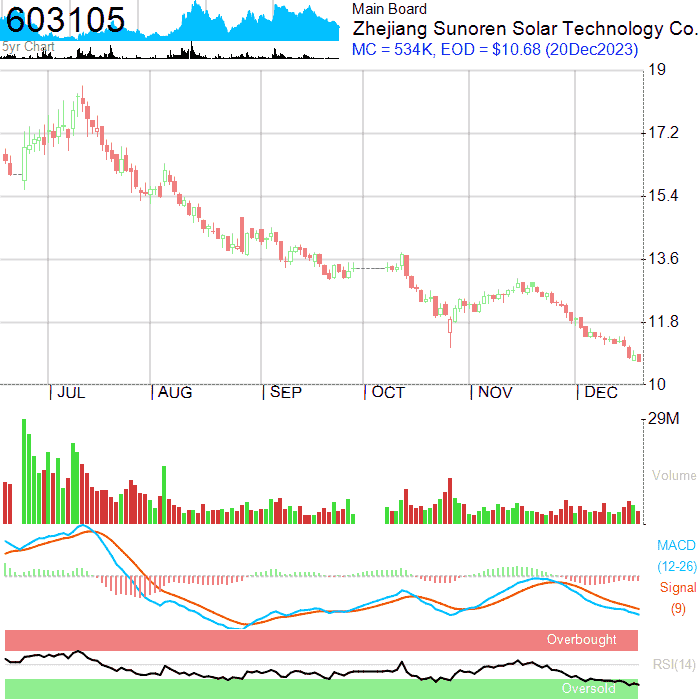 603105
5yr Chart
Main Board
Zhejiang Sunoren Solar Technology Co.
MC = 534K, EOD = $10.68 (20Dec2023)
19
17.2
15.4
13.6
11.8
10
JUL AUG SEP OCT NOV DEC
29M
Volume
MACD
(12-26)
Signal
(9)
Overbought
RSI(14)
Oversold